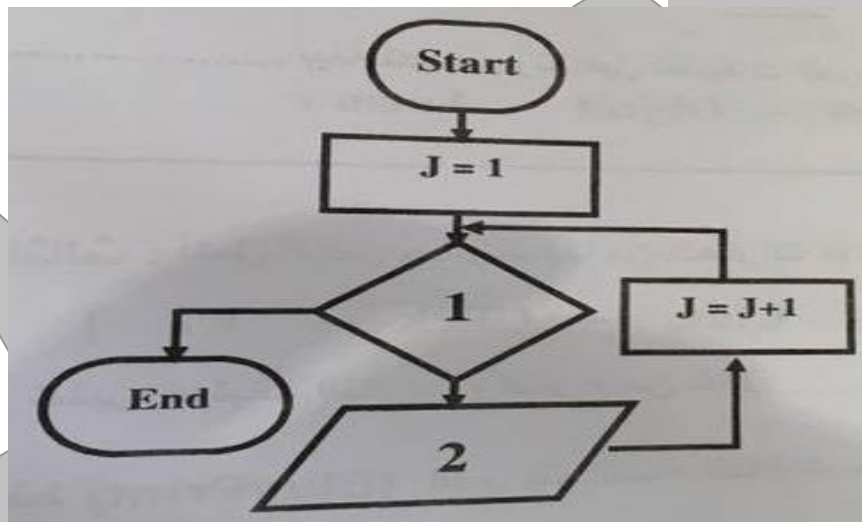 Start
J = 1
1
J = J+1
End
2